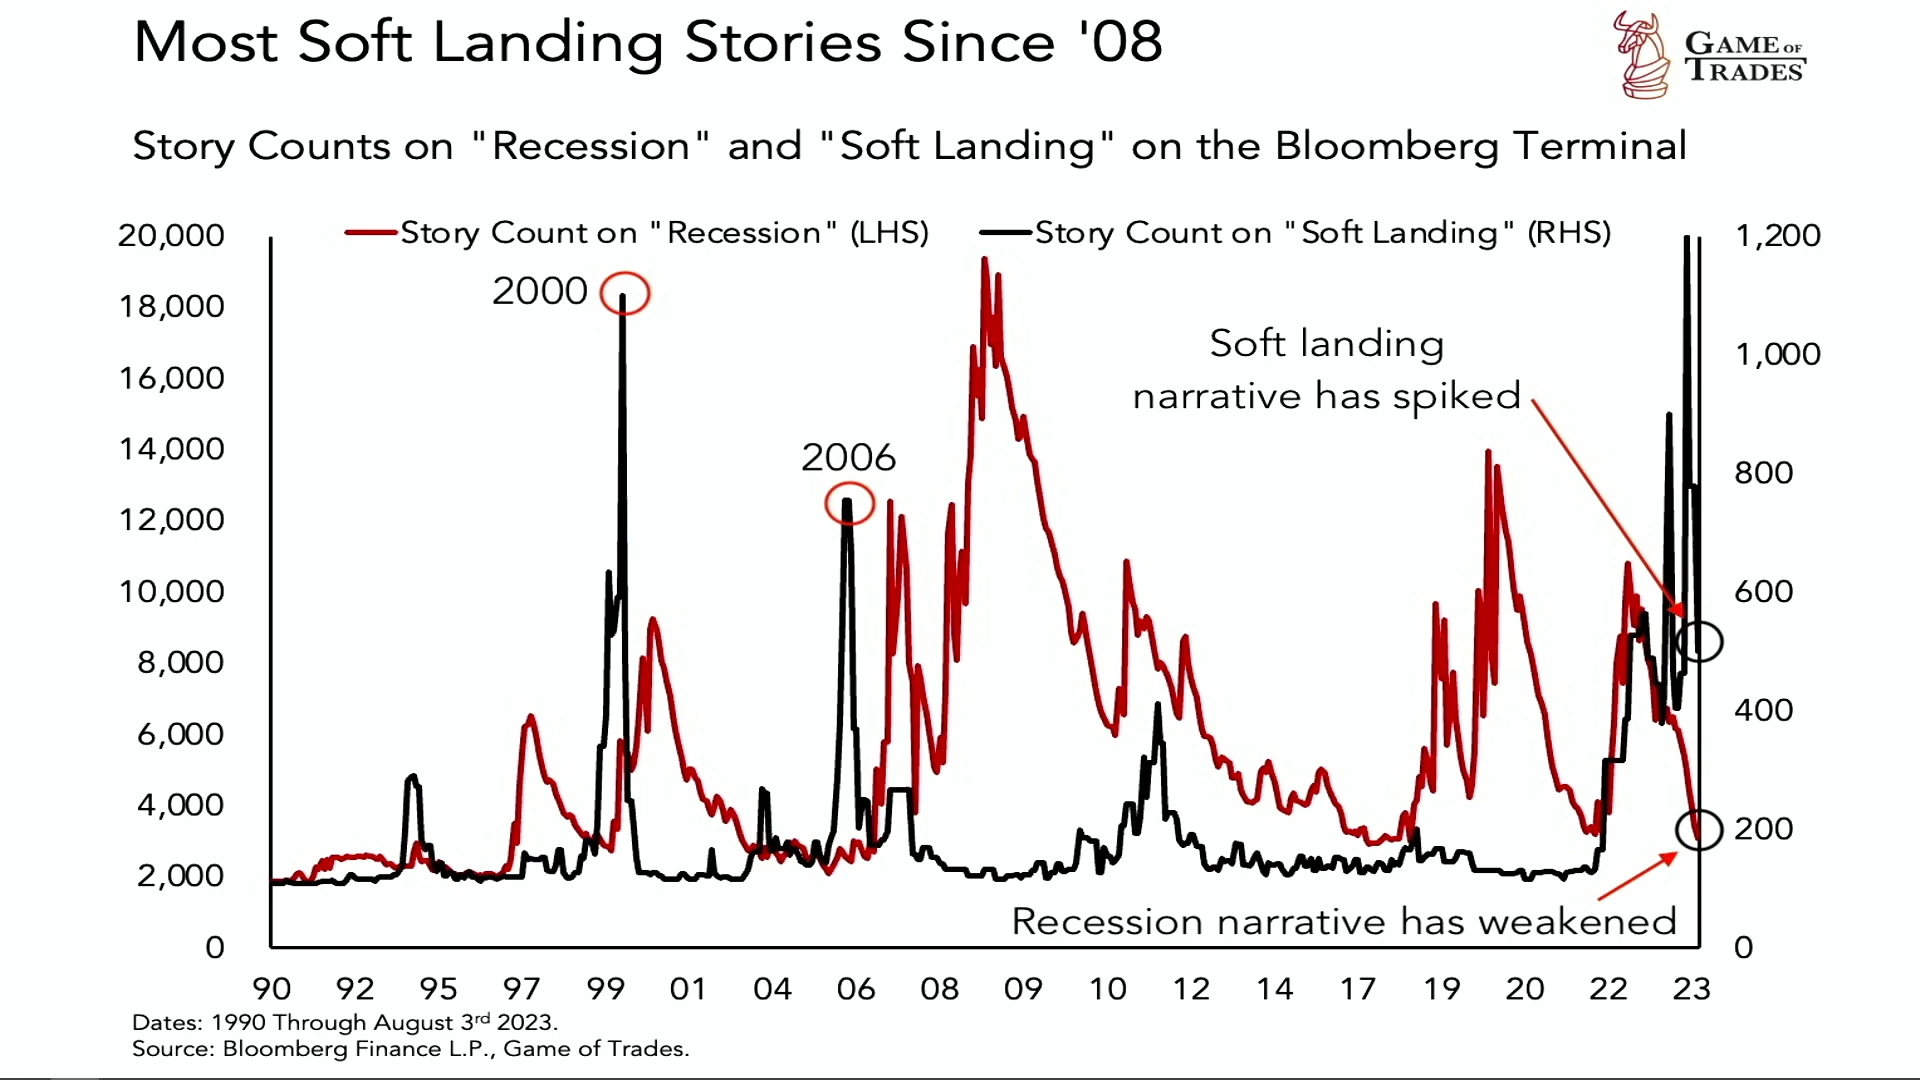 Most Soft Landing Stories Since '08
GAME OF
TRADES
Story Counts on "Recession" and "Soft Landing" on the Bloomberg Terminal
Story Count on "Recession" (LHS)
Story Count on "Soft Landing" (RHS)
20,000
18,000
16,000
14,000
12,000
10,000
8,000
6,000
4,000
2,000
0
1,200
1,000
800
600
400
200
0
2000
2006
Soft landing
narrative has spiked
Recession narrative has weakened
90 92 95 97 99 01 04 06 08 09 10 12 14 17 19 20 22 23
Dates: 1990 Through August 3rd 2023.
Source: Bloomberg Finance L.P., Game of Trades.